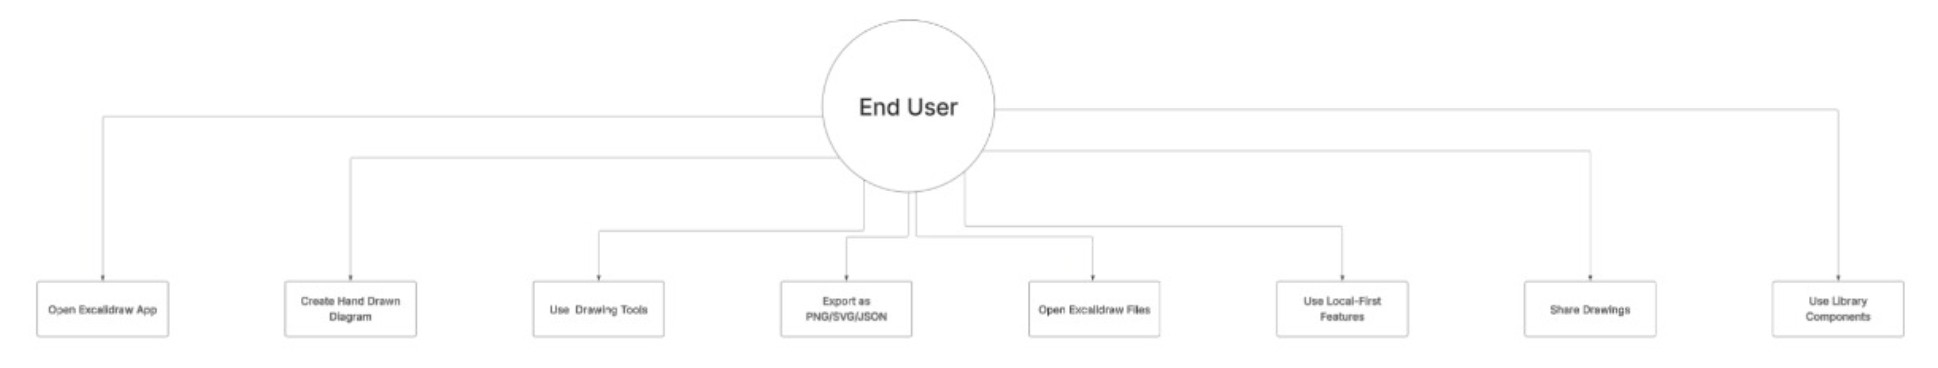 End User
Open Excalidraw App
Create Hand Drawn
Diagram
Use Drawing Tools
Export as
PNG/SVG/JSON
Open Excalidraw Files
Use Local-First
Features
Share Drawings
Use Library
Components